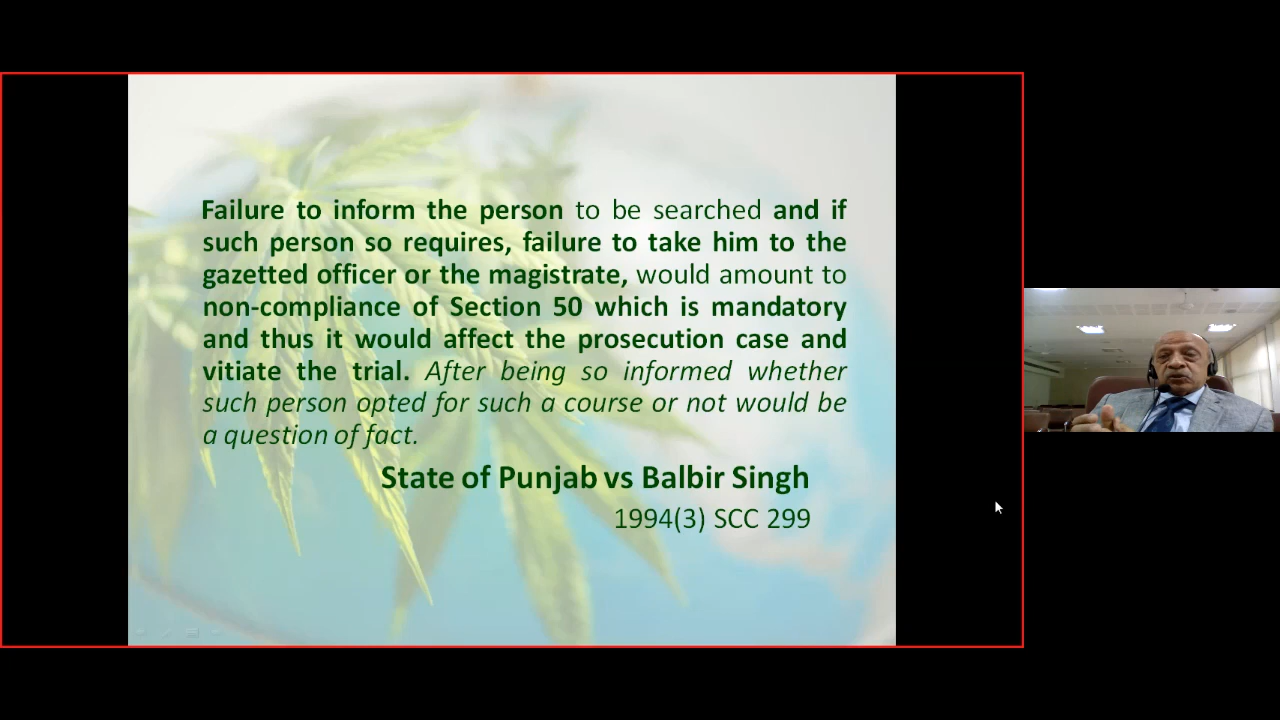 Failure to inform the person to be searched and if
such person so requires, failure to take him to the
gazetted officer or the magistrate, would amount to
non-compliance of Section 50 which is mandatory
and thus it would affect the prosecution case and
vitiate the trial. After being so informed whether
such person opted for such a course or not would be
a question of fact.
State of Punjab vs Balbir Singh
1994(3) SCC 299